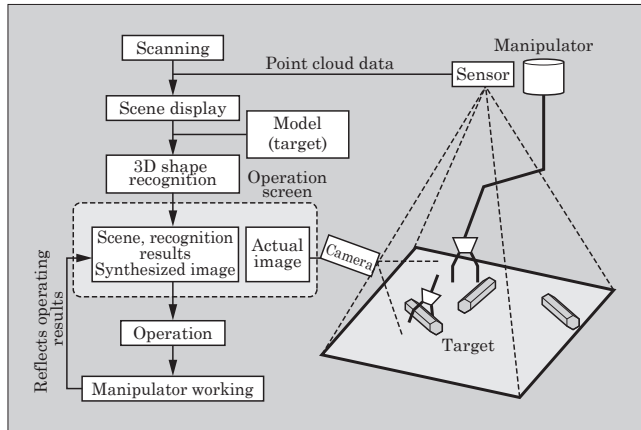 Scanning
Point cloud data
Sensor
Manipulator
Scene display
Model
(target)
3D shape
recognition
Operation
screen
Scene, recognition
results
Synthesized image
Actual
image
Camera
Reflects operating
results
Operation
Target
Manipulator working